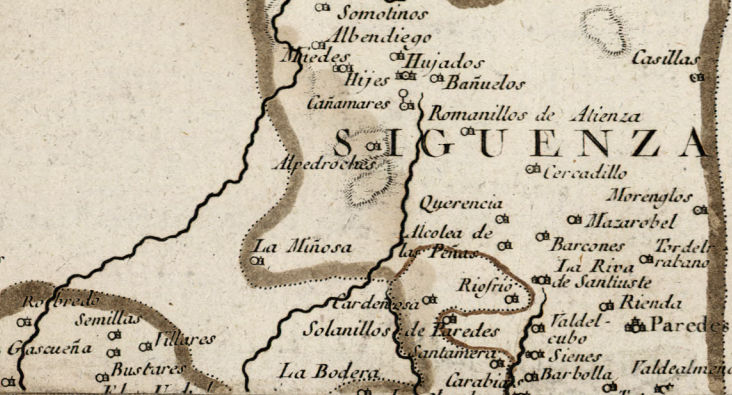 Somolinos
Albendiego
Miedes
Hujados
Casillas
Hijes
Bañuelos
Cañamares
Romanillos de Atienza
SIGUENZA
Alpedroches
Cercadillo
Morenglos
Querencia
Mazarobel
Alcolea de
las Peñas
Barcones
Tordel-
rabano
La Miñosa
La Riva
de Santiuste
Riofrio
Robredo
Cardeñosa
Rienda
Semillas
Solanillos de Paredes
Valdel-
cubo
Paredes
Gascueña
Villares
Santamera
Sienes
Bustares
La Bodera
Carabias
Barbolla
Valdealmen